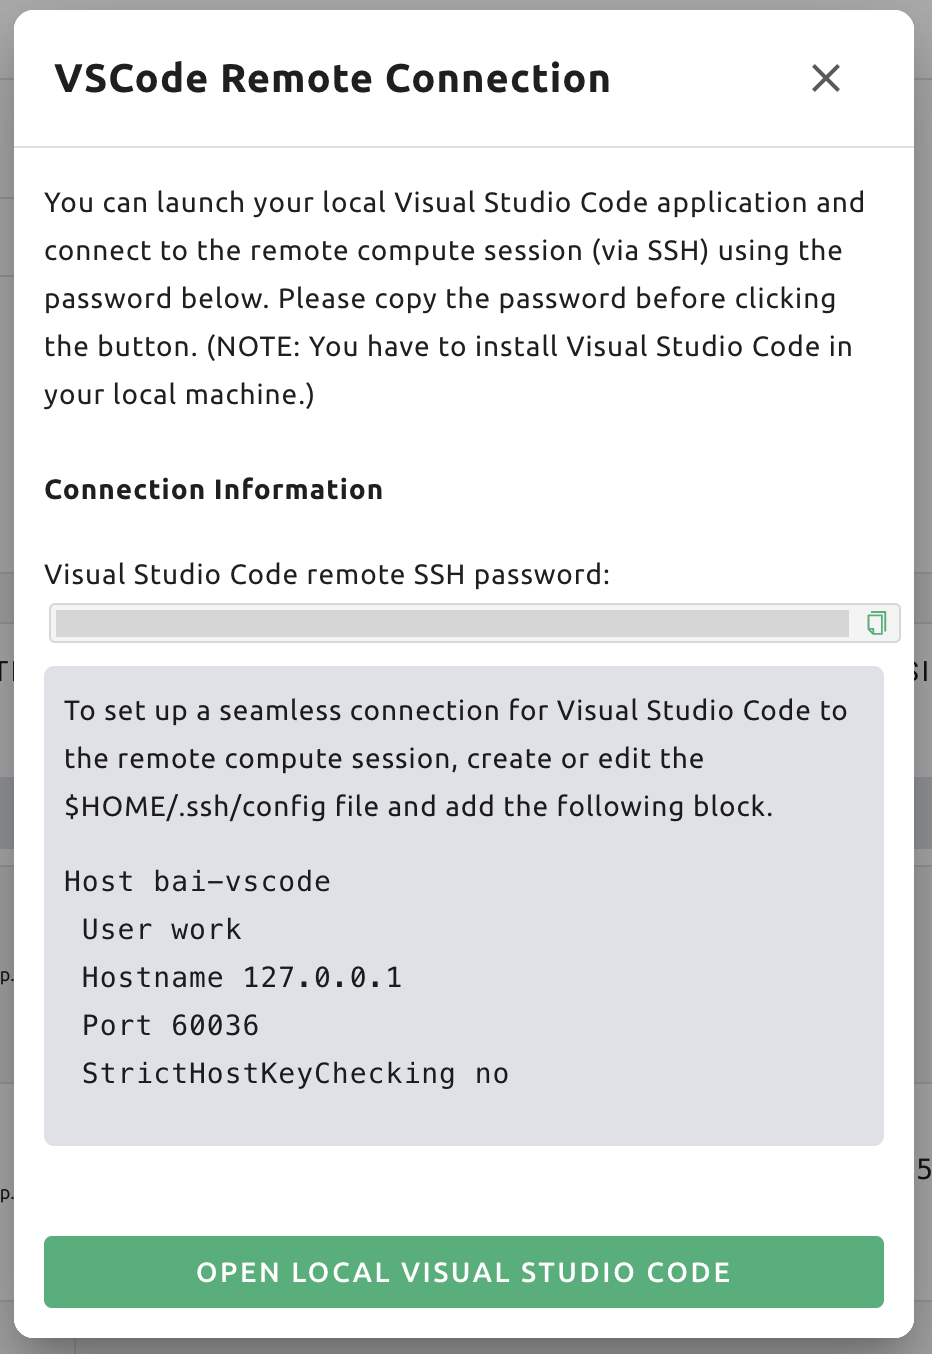 VSCode Remote Connection
You can launch your local Visual Studio Code application and
connect to the remote compute session (via SSH) using the
password below. Please copy the password before clicking
the button. (NOTE: You have to install Visual Studio Code in
your local machine.)
Connection Information
Visual Studio Code remote SSH password:
To set up a seamless connection for Visual Studio Code to
the remote compute session, create or edit the
$HOME/.ssh/config file and add the following block.
Host bai-vscode
User work
Hostname 127.0.0.1
Port 60036
StrictHostKeyChecking no
OPEN LOCAL VISUAL STUDIO CODE